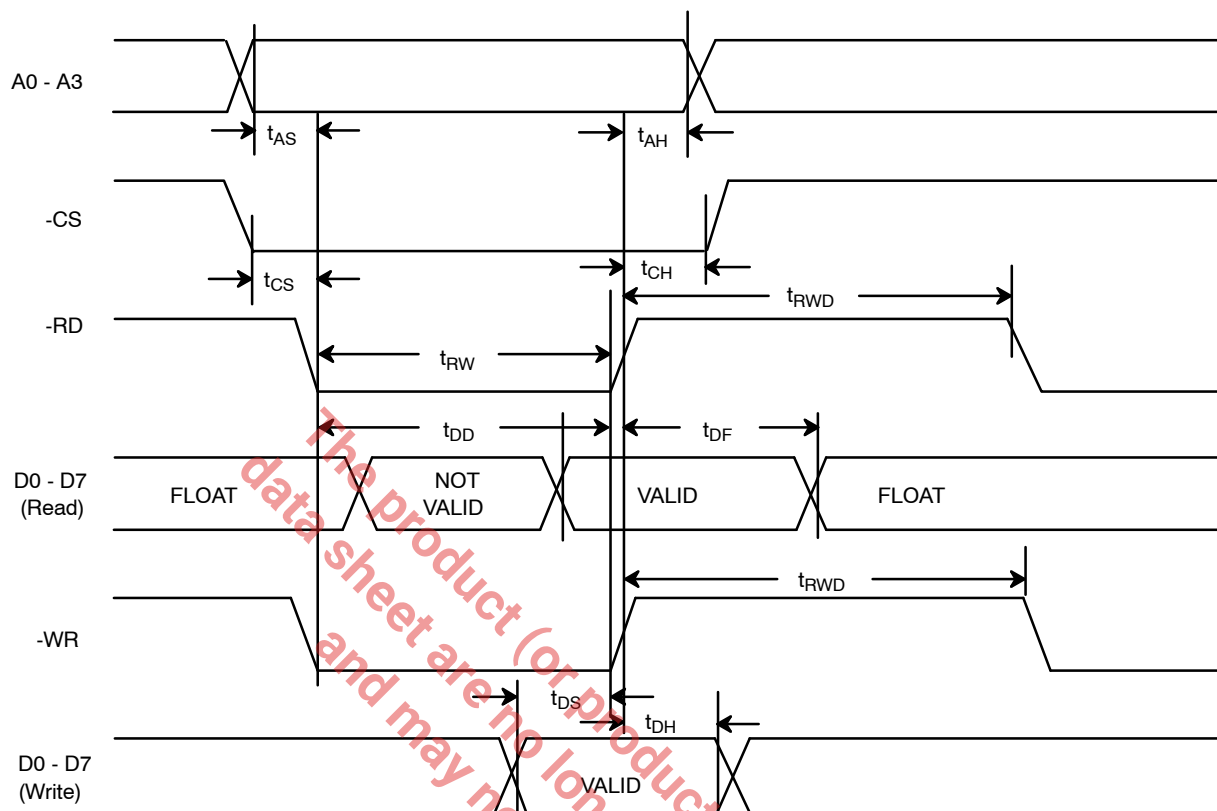 A0 - A3
tAS
tAH
-CS
tCS
tCH
tRWD
-RD
tRW
tDD
tDF
D0 - D7
(Read)
FLOAT
NOT
VALID
VALID
FLOAT
tRWD
-WR
tDS
tDH
D0 - D7
(Write)
VALID
The product (or product
data sheet are no lon
and may no